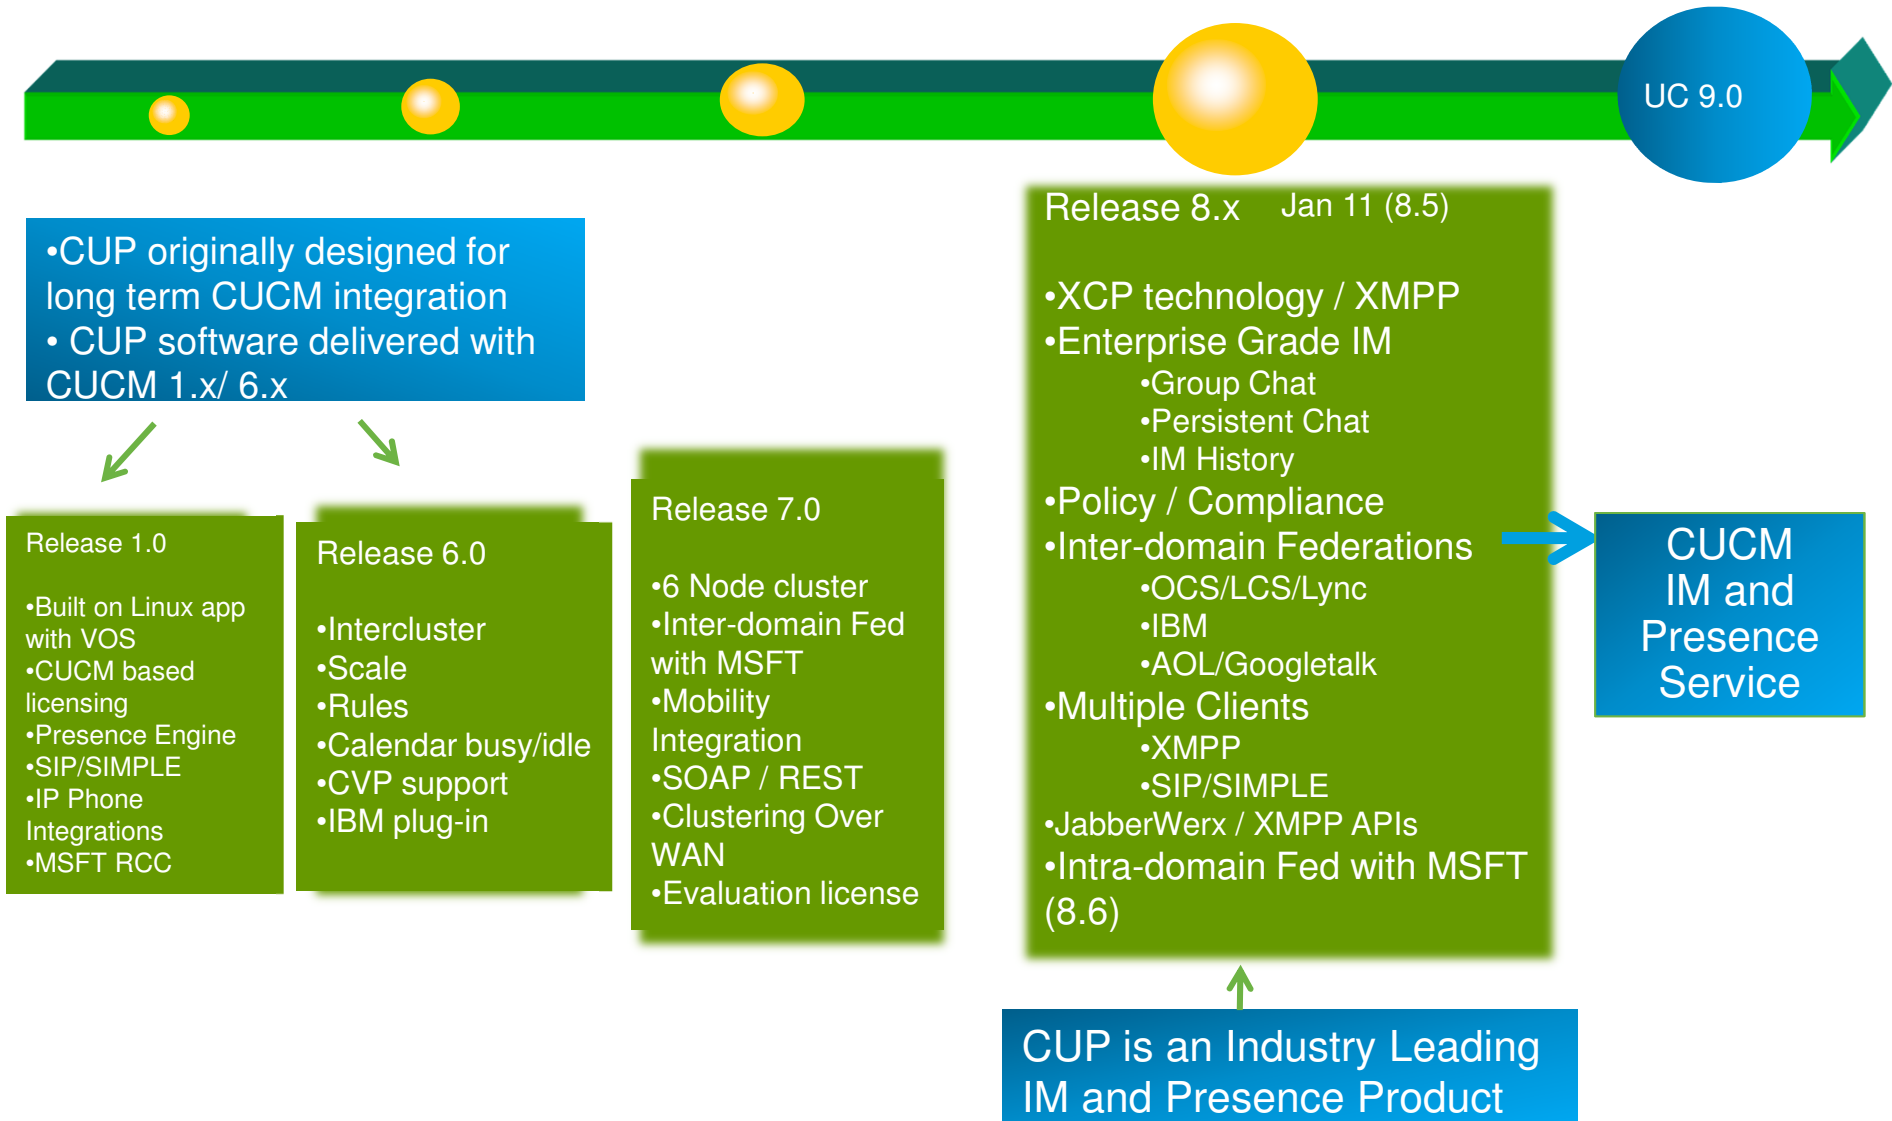 UC 9.0
•CUP originally designed for
long term CUCM integration
• CUP software delivered with
CUCM 1.x/ 6.x
Release 1.0
•Built on Linux app
with VOS
•CUCM based
licensing
•Presence Engine
•SIP/SIMPLE
•IP Phone
Integrations
•MSFT RCC
Release 6.0
•Intercluster
•Scale
•Rules
•Calendar busy/idle
•CVP support
•IBM plug-in
Release 7.0
•6 Node cluster
•Inter-domain Fed
with MSFT
•Mobility
Integration
•SOAP / REST
•Clustering Over
WAN
•Evaluation license
Release 8.x Jan 11 (8.5)
•XCP technology / XMPP
•Enterprise Grade IM
•Group Chat
•Persistent Chat
•IM History
•Policy / Compliance
•Inter-domain Federations
•OCS/LCS/Lync
•IBM
•AOL/Googletalk
•Multiple Clients
•XMPP
•SIP/SIMPLE
•JabberWerx / XMPP APIs
•Intra-domain Fed with MSFT
(8.6)
CUCM
IM and
Presence
Service
CUP is an Industry Leading
IM and Presence Product